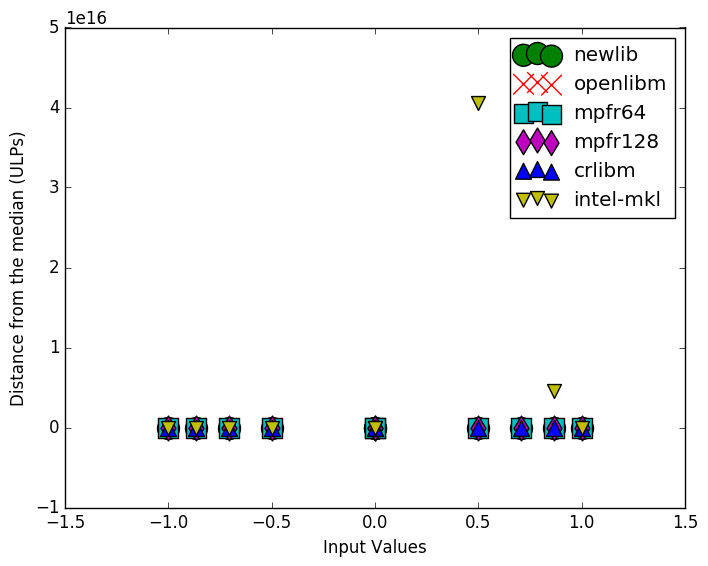 1e16
5
4
3
2
1
0
−1
Distance from the median (ULPs)
newlib
openlibm
mpfr64
mpfr128
crlibm
intel-mkl
−1.5 −1.0 −0.5 0.0 0.5 1.0 1.5
Input Values